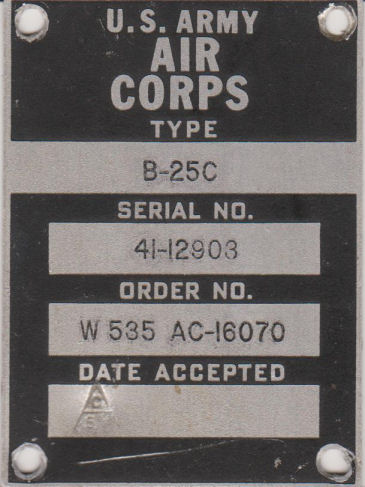 U.S. ARMY
AIR
CORPS
TYPE
B-25C
SERIAL NO.
41-12903
ORDER NO.
W 535 AC-16070
DATE ACCEPTED